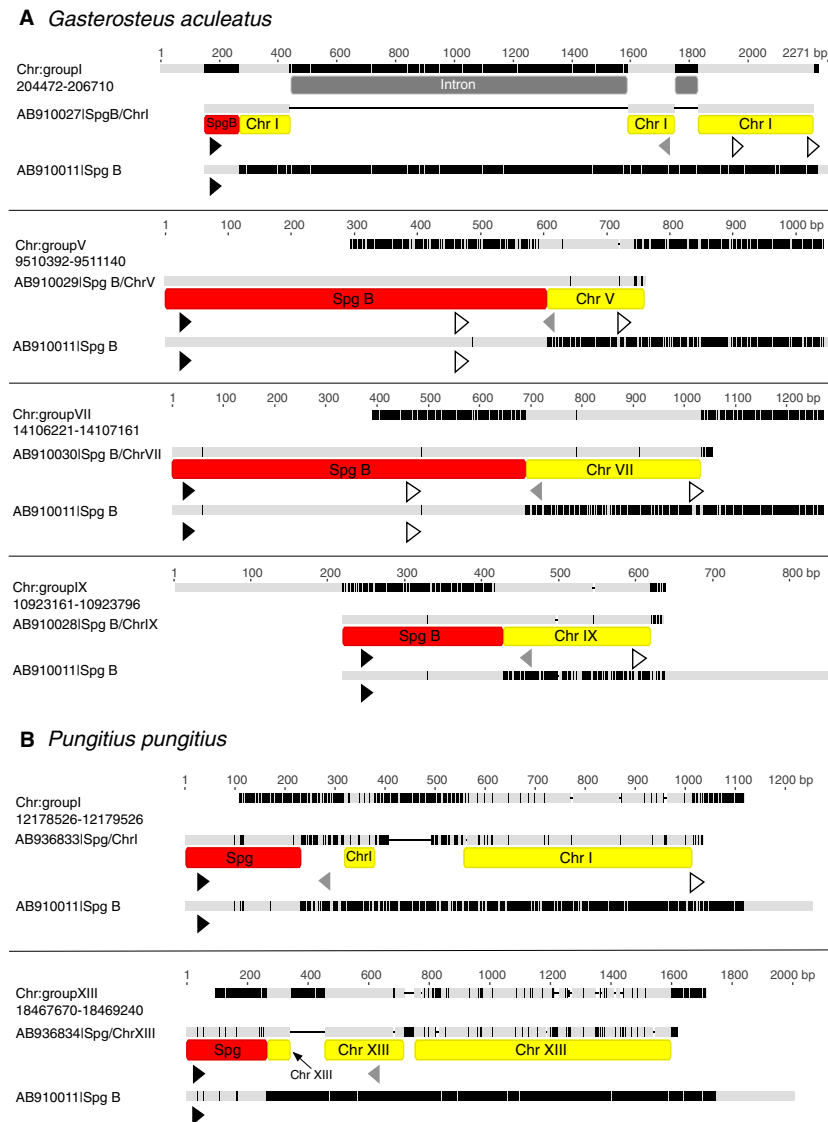 A Gasterosteus aculeatus
1 200 400 600 800 1000 1200 1400 1600 1800 2000 2271 bp
Chr:groupI
204472-206710
Intron
AB910027|SpgB/ChrI
SpgB Chr I Chr I Chr I
AB910011|Spg B
1 100 200 300 400 500 600 700 800 900 1000 bp
Chr:groupV
9510392-9511140
AB910029|Spg B/ChrV
Spg B Chr V
AB910011|Spg B
1 100 200 300 400 500 600 700 800 900 1000 1100 1200 bp
Chr:groupVII
14106221-14107161
AB910030|Spg B/ChrVII
Spg B Chr VII
AB910011|Spg B
1 100 200 300 400 500 600 700 800 bp
Chr:groupIX
10923161-10923796
AB910028|Spg B/ChrIX
Spg B Chr IX
AB910011|Spg B
B Pungitius pungitius
1 100 200 300 400 500 600 700 800 900 1000 1100 1200 bp
Chr:groupI
12178526-12179526
AB936833|Spg/ChrI
Spg ChrI Chr I
AB910011|Spg B
1 200 400 600 800 1000 1200 1400 1600 1800 2000 bp
Chr:groupXIII
18467670-18469240
AB936834|Spg/ChrXIII
Spg Chr XIII Chr XIII
Chr XIII
AB910011|Spg B